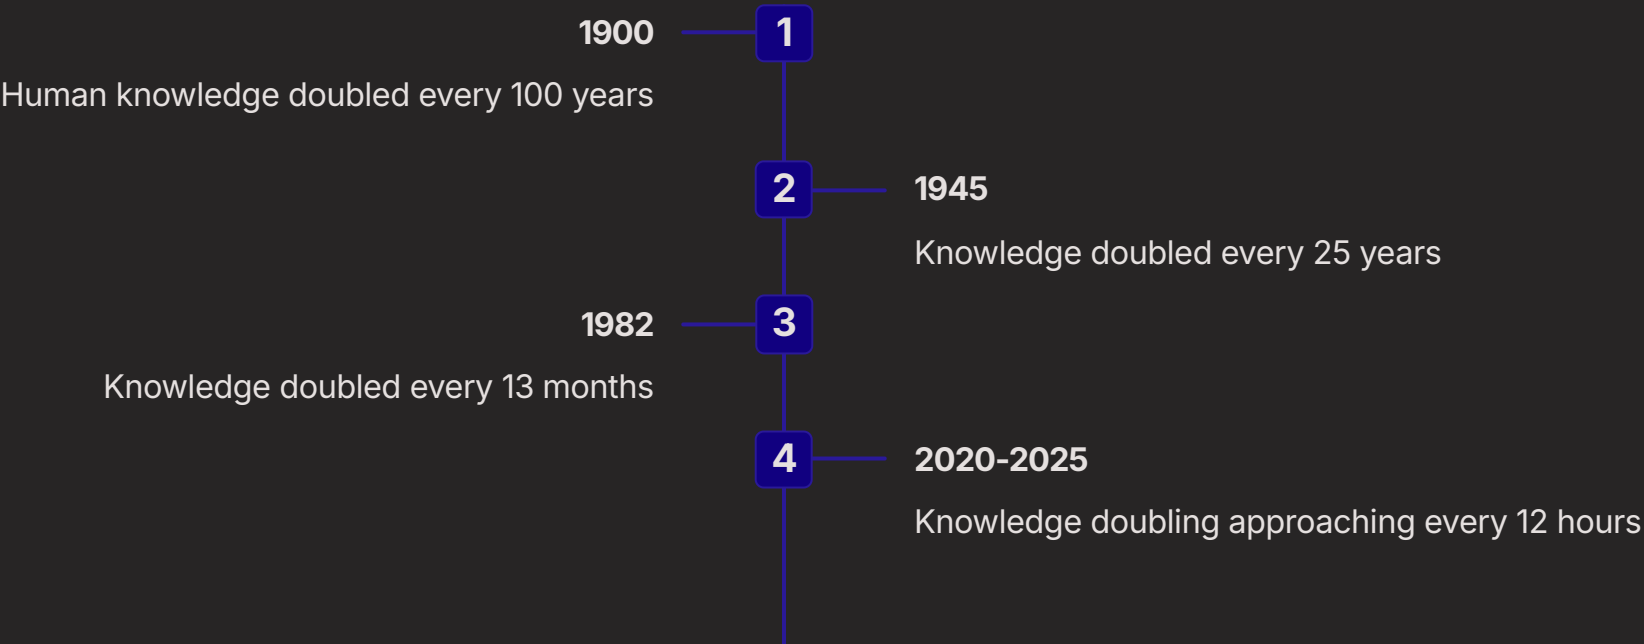 1900
1
Human knowledge doubled every 100 years
2
1945
Knowledge doubled every 25 years
1982
3
Knowledge doubled every 13 months
4
2020-2025
Knowledge doubling approaching every 12 hours